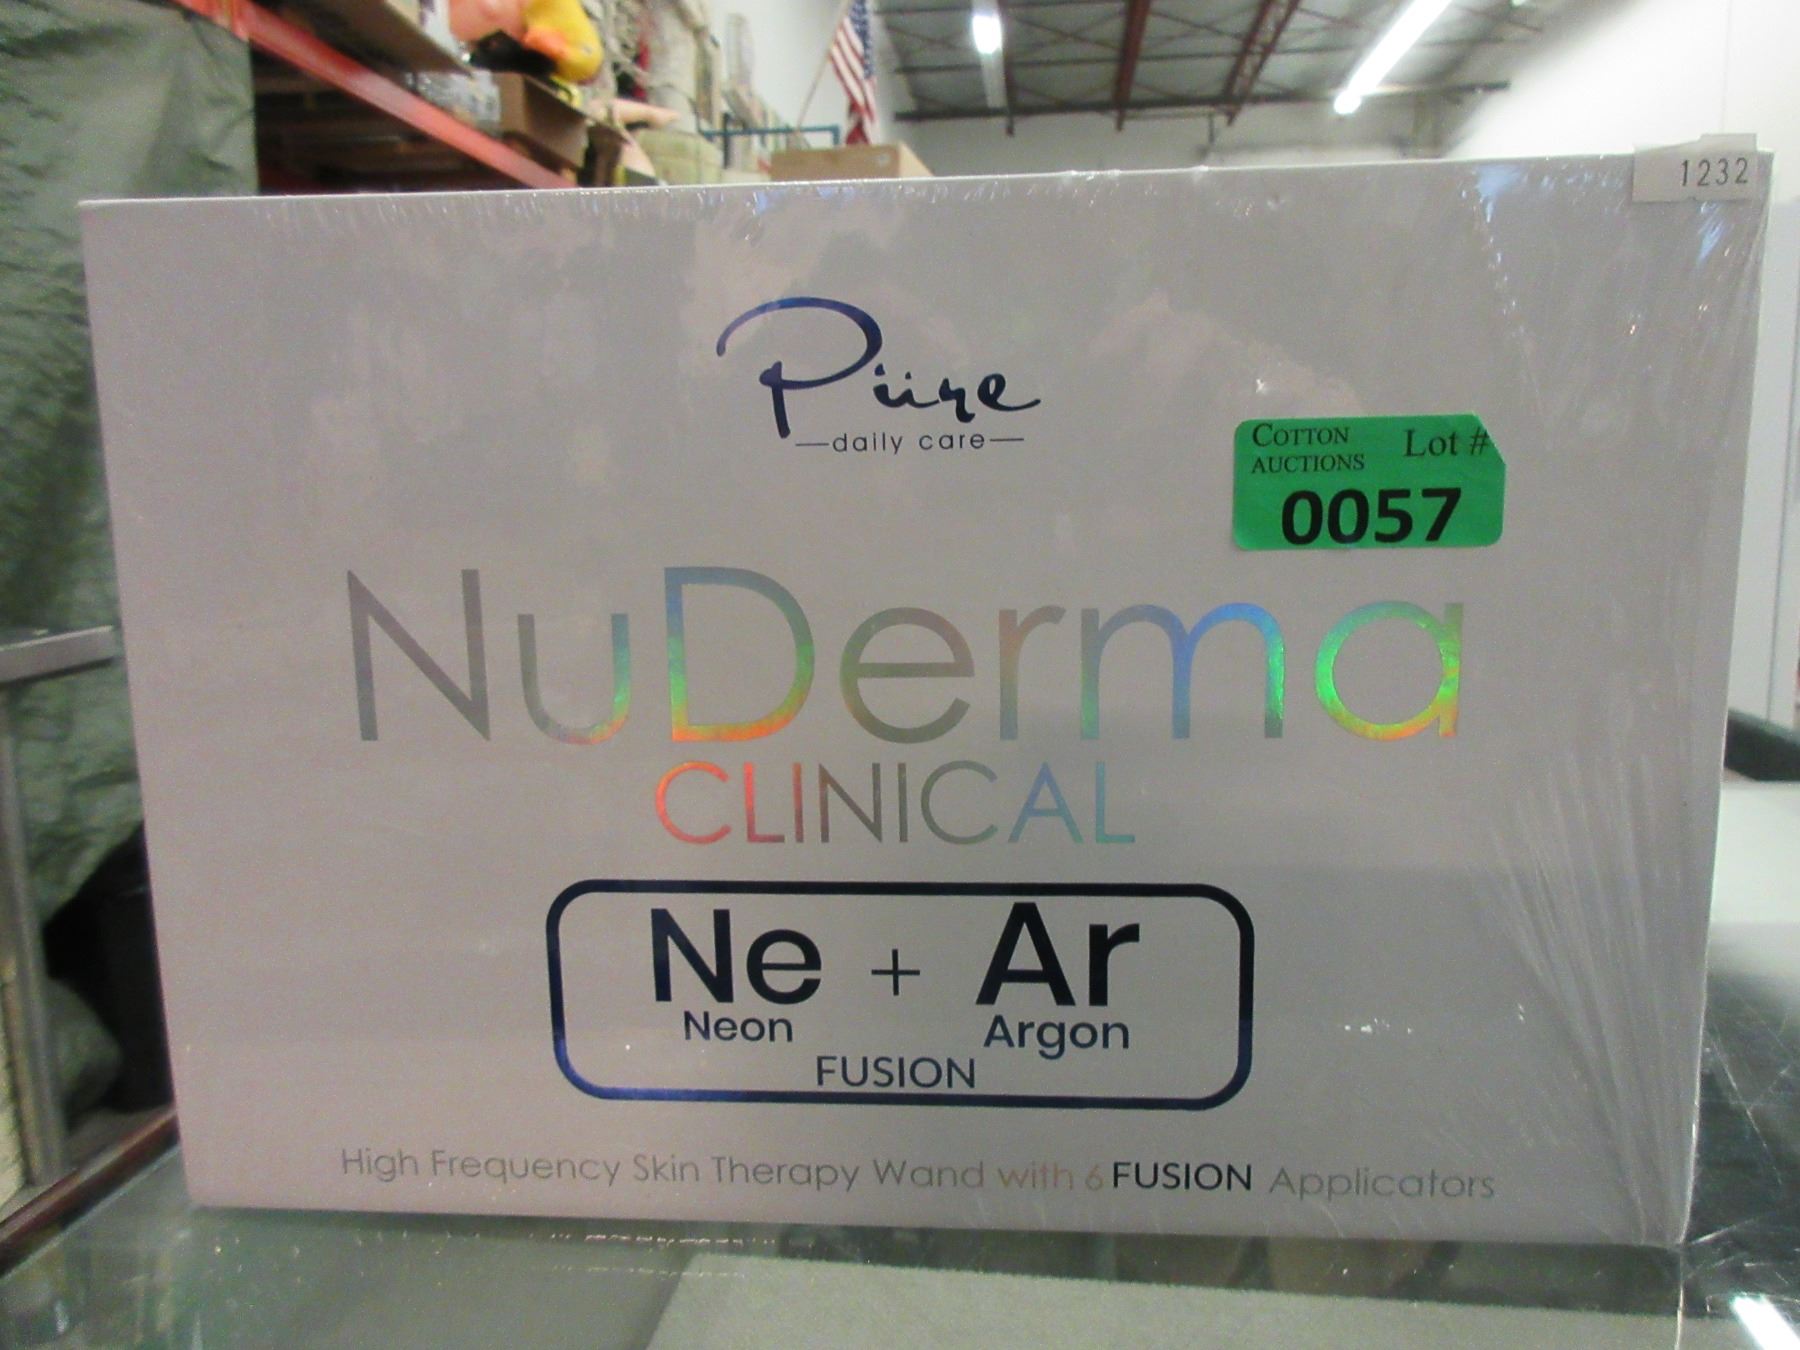 1232
Pure
daily care
COTTON AUCTIONS Lot #
0057
NuDerma
CLINICAL
Ne + Ar
Neon Argon
FUSION
High Frequency Skin Therapy Wand with 6 FUSION Applicators